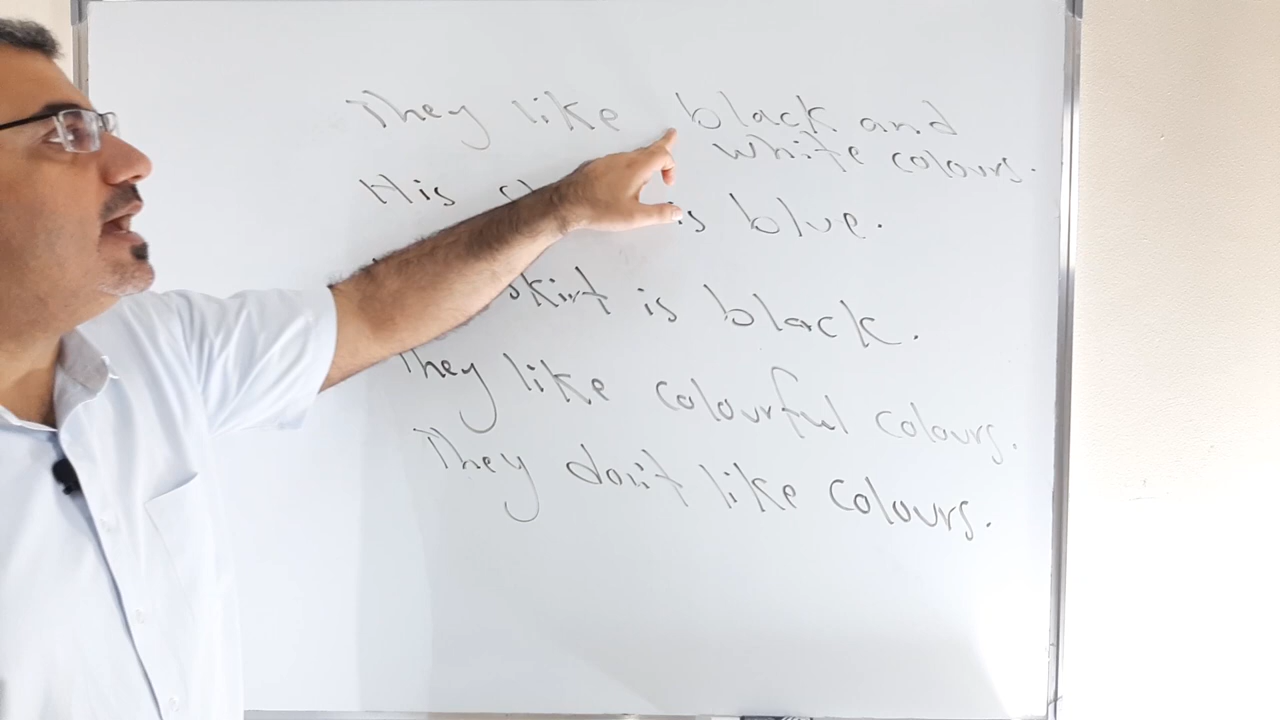 They like black and
white colours.
His is blue.
skirt is black.
They like colourful colours.
They don't like colours.